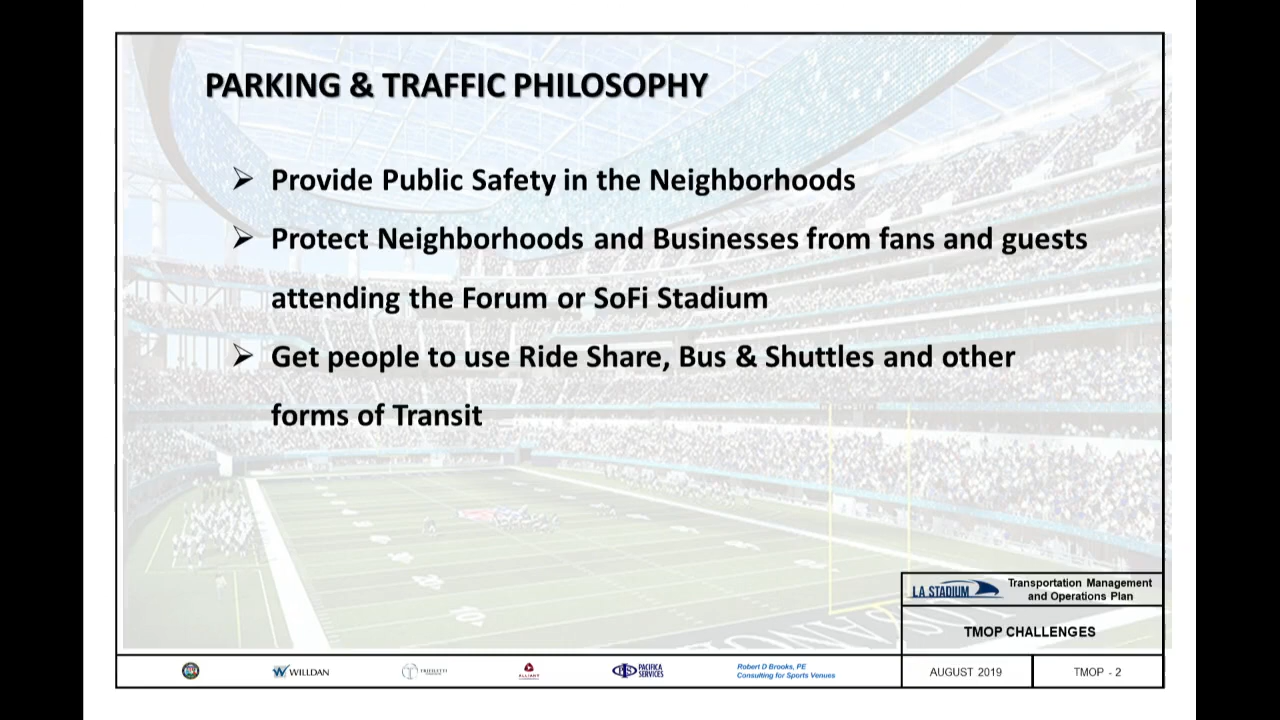 PARKING & TRAFFIC PHILOSOPHY
➢ Provide Public Safety in the Neighborhoods
➢ Protect Neighborhoods and Businesses from fans and guests
attending the Forum or SoFi Stadium
➢ Get people to use Ride Share, Bus & Shuttles and other
forms of Transit
LA STADIUM
Transportation Management
and Operations Plan
TMOP CHALLENGES
WILLDAN
ALLIANT
PACIFICA
SERVICES
Robert D Brooks, PE
Consulting for Sports Venues
AUGUST 2019
TMOP - 2